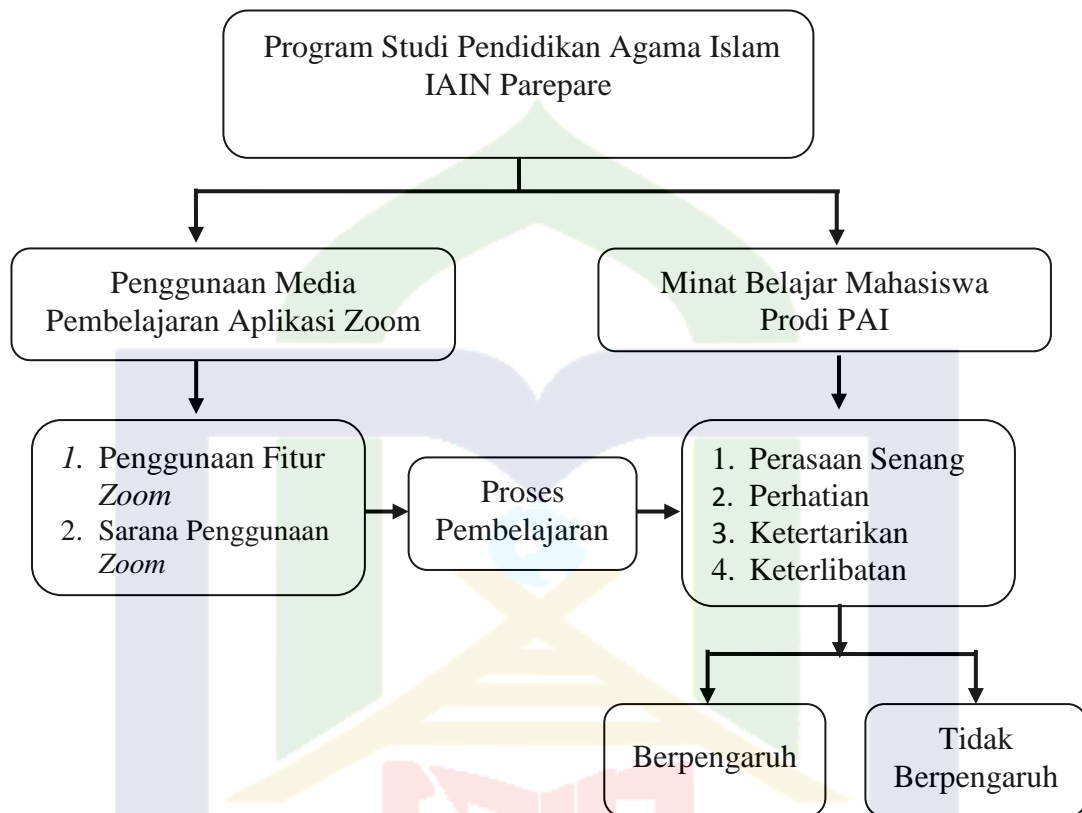 Program Studi Pendidikan Agama Islam
IAIN Parepare
Penggunaan Media
Pembelajaran Aplikasi Zoom
Minat Belajar Mahasiswa
Prodi PAI
1. Penggunaan Fitur
Zoom
2. Sarana Penggunaan
Zoom
Proses
Pembelajaran
1. Perasaan Senang
2. Perhatian
3. Ketertarikan
4. Keterlibatan
Berpengaruh
Tidak
Berpengaruh